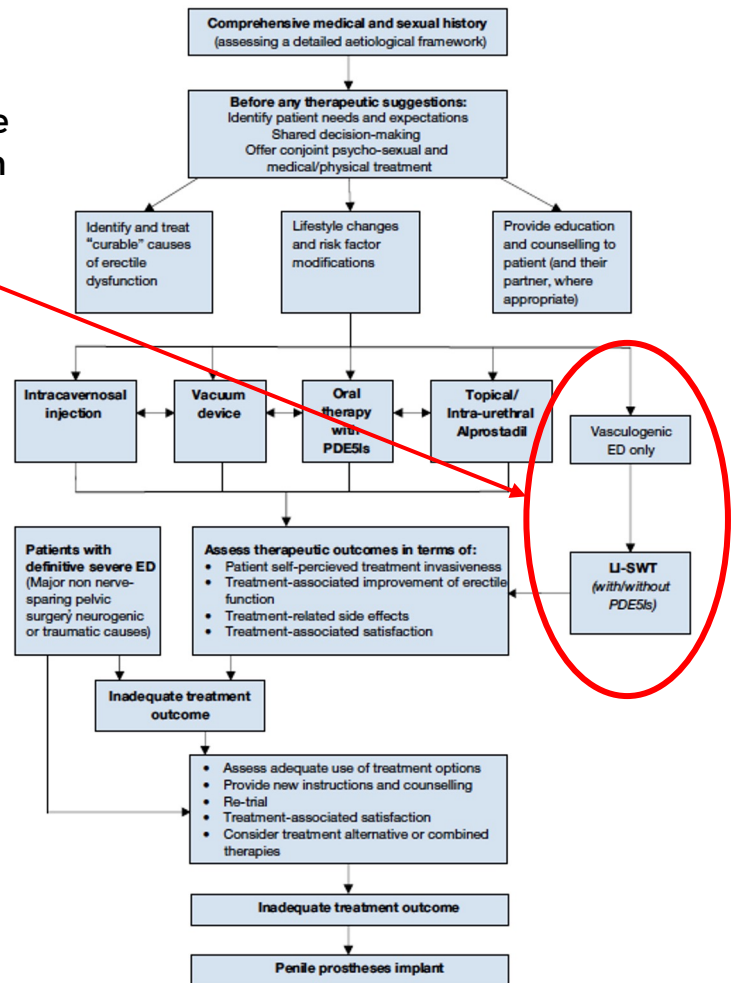 Comprehensive medical and sexual history
(assessing a detailed aetiological framework)
Before any therapeutic suggestions:
Identify patient needs and expectations
Shared decision-making
Offer conjoint psycho-sexual and
medical/physical treatment
Identify and treat
"curable" causes
of erectile
dysfunction
Lifestyle changes
and risk factor
modifications
Provide education
and counselling to
patient (and their
partner, where
appropriate)
Intracavernosal
injection
Vacuum
device
Oral
therapy
with
PDE5Is
Topical/
Intra-urethral
Alprostadil
Vasculogenic
ED only
Patients with
definitive severe ED
(Major non nerve-
sparing pelvic
surgery neurogenic
or traumatic causes)
Assess therapeutic outcomes in terms of:
• Patient self-percieved treatment invasiveness
• Treatment-associated improvement of erectile
function
• Treatment-related side effects
• Treatment-associated satisfaction
LI-SWT
(with/without
PDE5Is)
Inadequate treatment
outcome
• Assess adequate use of treatment options
• Provide new instructions and counselling
• Re-trial
• Treatment-associated satisfaction
• Consider treatment alternative or combined
therapies
Inadequate treatment outcome
Penile prostheses implant